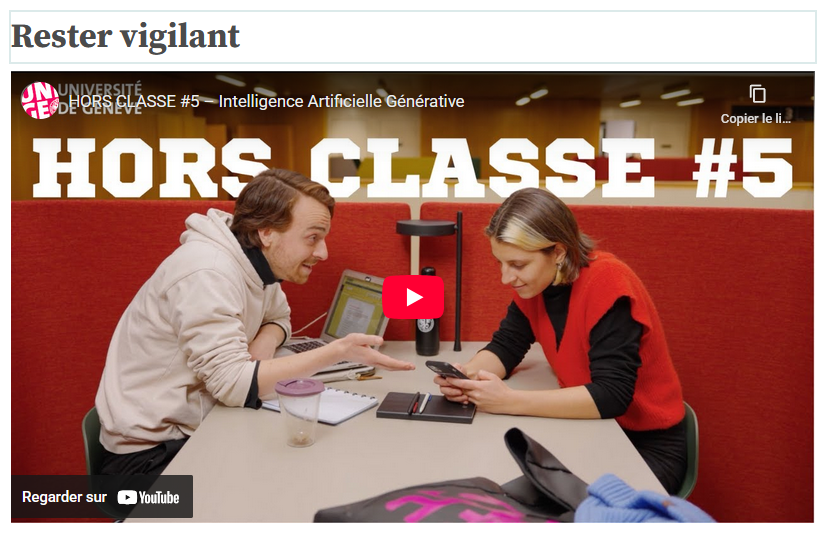 Rester vigilant
UNIVERSITÉ
DE GENÈVE
HORS CLASSE #5 – Intelligence Artificielle Générative
Copier le li...
HORS CLASSE #5
Regarder sur YouTube